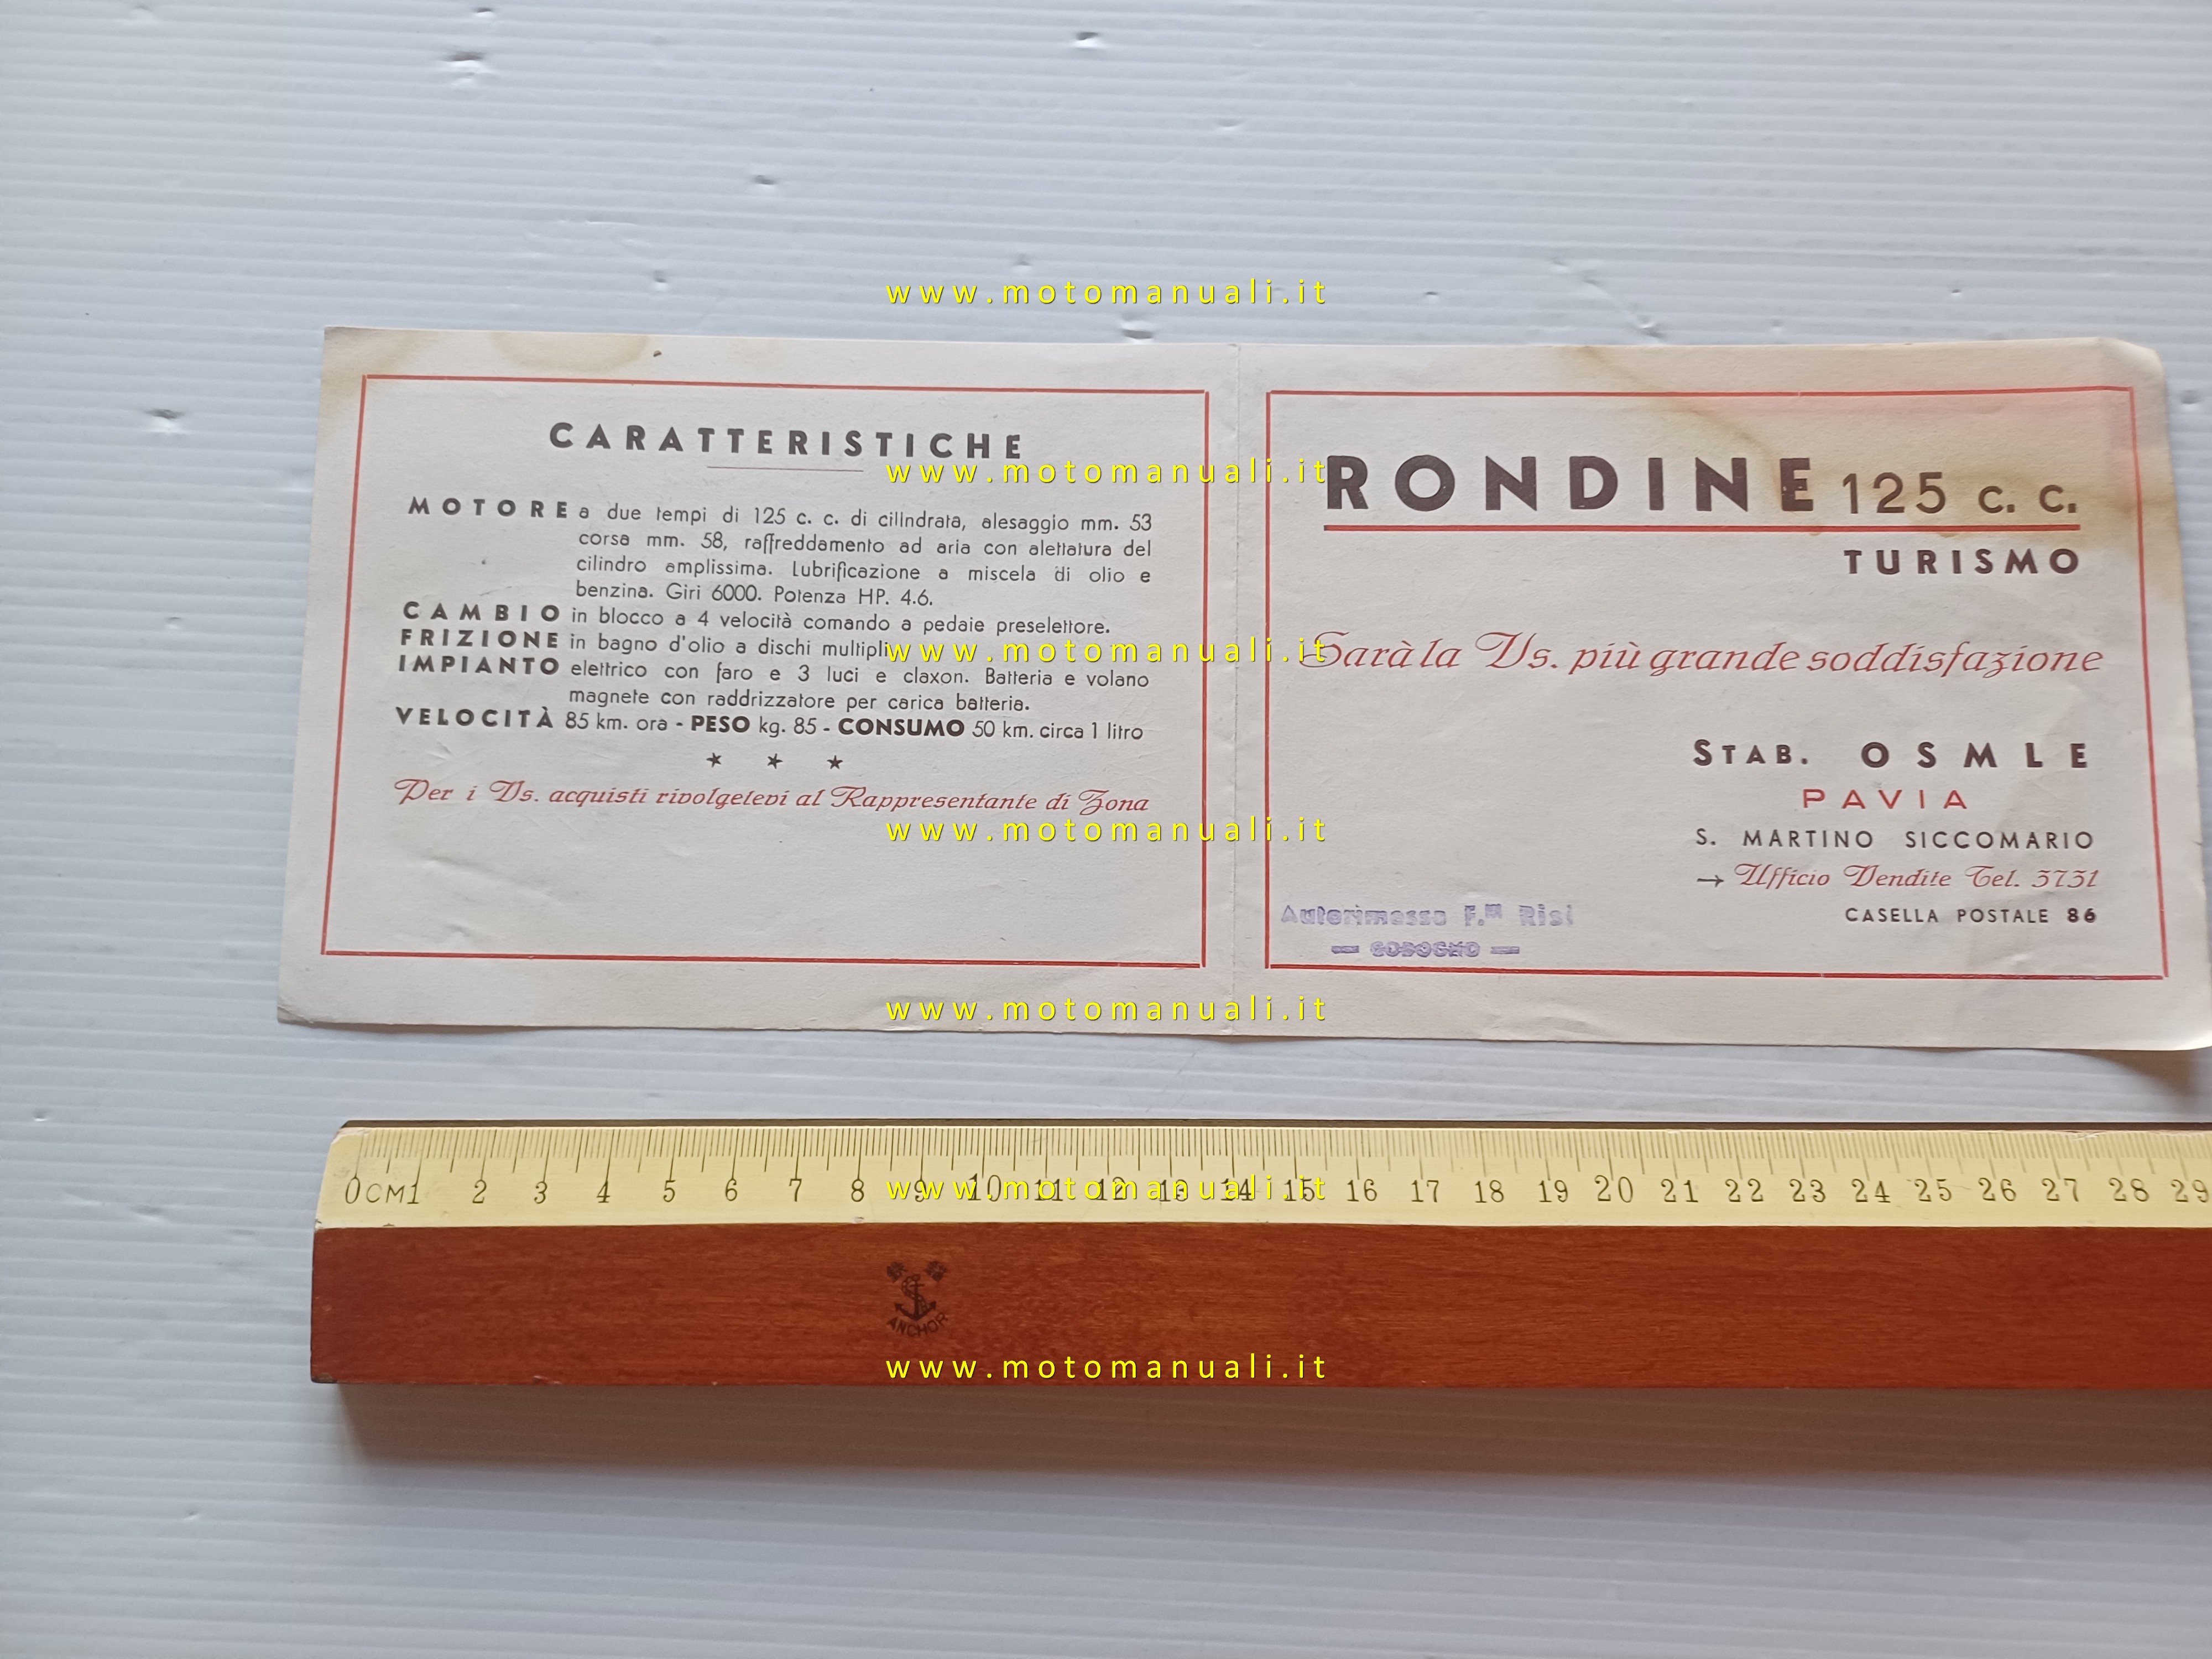 www.motomanuali.it
CARATTERISTICHE
MOTORE a due tempi di 125 c. c. di cilIndrata, alesaggio mm. 53
corsa mm. 58, raffreddamento ad aria con alettatura del
cilindro amplissima. Lubrificazione a miscela di olio e
benzina. Giri 6000. Potenza HP. 4.6.
CAMBIO in blocco a 4 velocità comando a pedaie preselettore.
FRIZIONE in bagno d'olio a dischi multipli
IMPIANTO elettrico con faro e 3 luci e claxon. Batteria e volano
magnete con raddrizzatore per carica batteria.
VELOCITÀ 85 km. ora - PESO kg. 85 - CONSUMO 50 km. circa 1 litro
★ ★ ★
Per i Vs. acquisti rivolgetevi al Rappresentante di Zona
www.motomanuali.it
RONDINE 125 c. c.
TURISMO
Sarà la Vs. più grande soddisfazione
www.motomanuali.it
STAB. OSMLE
PAVIA
S. MARTINO SICCOMARIO
→ Ufficio Vendite Tel. 3731
CASELLA POSTALE 86
Autorimessa F.lli Risi
— CODOGNO —
www.motomanuali.it
www.motomanuali.it
0CM1 2 3 4 5 6 7 8 9 10 11 12 13 14 15 16 17 18 19 20 21 22 23 24 25 26 27 28 29
www.motomanuali.it
ANCHOR
www.motomanuali.it